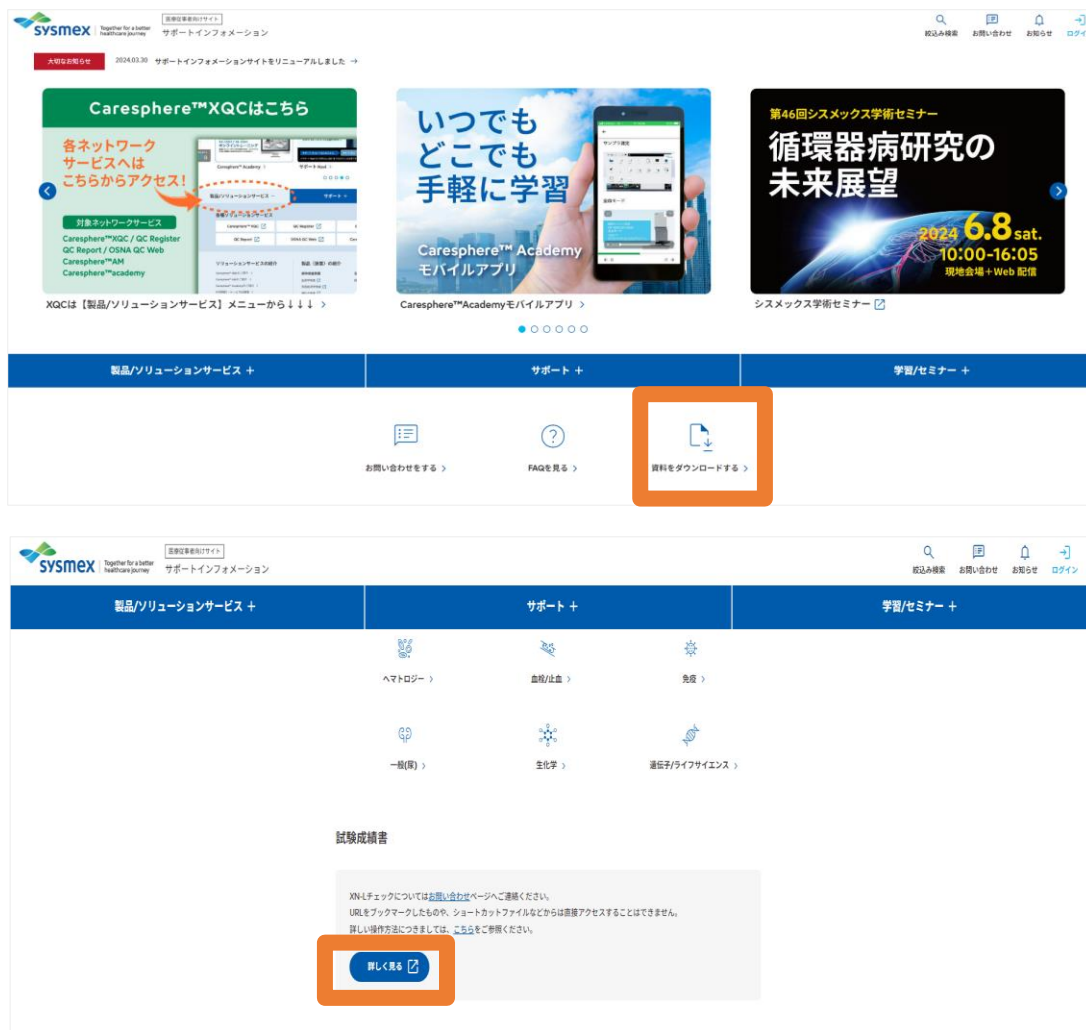 sysmex
Together for a better
healthcare journey
医療従事者向けサイト
サポートインフォメーション
絞込み検索
お問い合わせ
お知らせ
ログイ
大切なお知らせ
2024.03.30
サポートインフォメーションサイトをリニューアルしました →
Caresphere™XQCはこちら
各ネットワーク
サービスへは
こちらからアクセス!
対象ネットワークサービス
Caresphere™XQC / QC Register
QC Report / OSNA QC Web
Caresphere™AM
Caresphere™academy
製品/ソリューションサービス −
サポート +
XQCは【製品/ソリューションサービス】メニューから↓↓↓ >
いつでも
どこでも
手軽に学習
Caresphere™ Academy
モバイルアプリ
Caresphere™Academyモバイルアプリ >
第46回シスメックス学術セミナー
循環器病研究の
未来展望
2024 6.8 sat.
10:00-16:05
現地会場+Web 配信
シスメックス学術セミナー
製品/ソリューションサービス +
サポート +
学習/セミナー +
お問い合わせをする >
FAQを見る >
資料をダウンロードする >
sysmex
Together for a better
healthcare journey
医療従事者向けサイト
サポートインフォメーション
絞込み検索
お問い合わせ
お知らせ
ログイン
製品/ソリューションサービス +
サポート +
学習/セミナー +
ヘマトロジー >
血栓/止血 >
免疫 >
一般(尿) >
生化学 >
遺伝子/ライフサイエンス >
試験成績書
XN-Lチェックについてはお問い合わせページへご連絡ください。
URLをブックマークしたものや、ショートカットファイルなどからは直接アクセスすることはできません。
詳しい操作方法につきましては、こちらをご参照ください。
詳しく見る